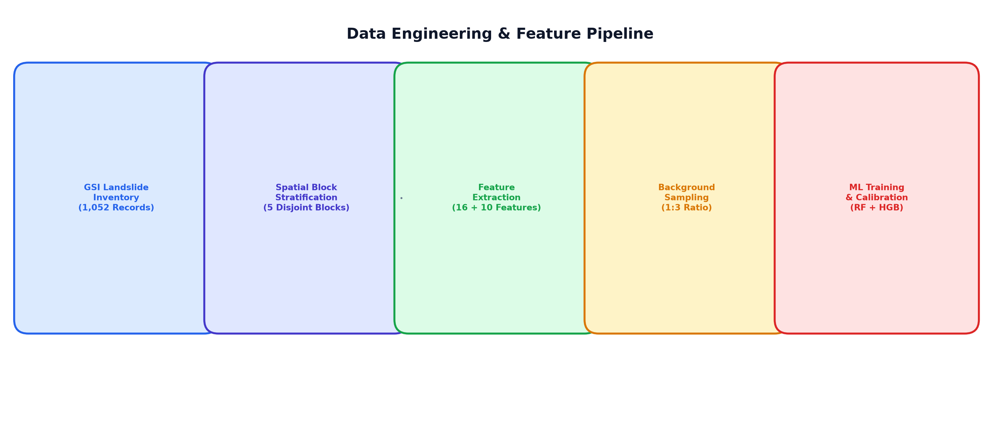 Data Engineering & Feature Pipeline
GSI Landslide
Inventory
(1,052 Records)
Spatial Block
Stratification
(5 Disjoint Blocks)
Feature
Extraction
(16 + 10 Features)
Background
Sampling
(1:3 Ratio)
ML Training
& Calibration
(RF + HGB)